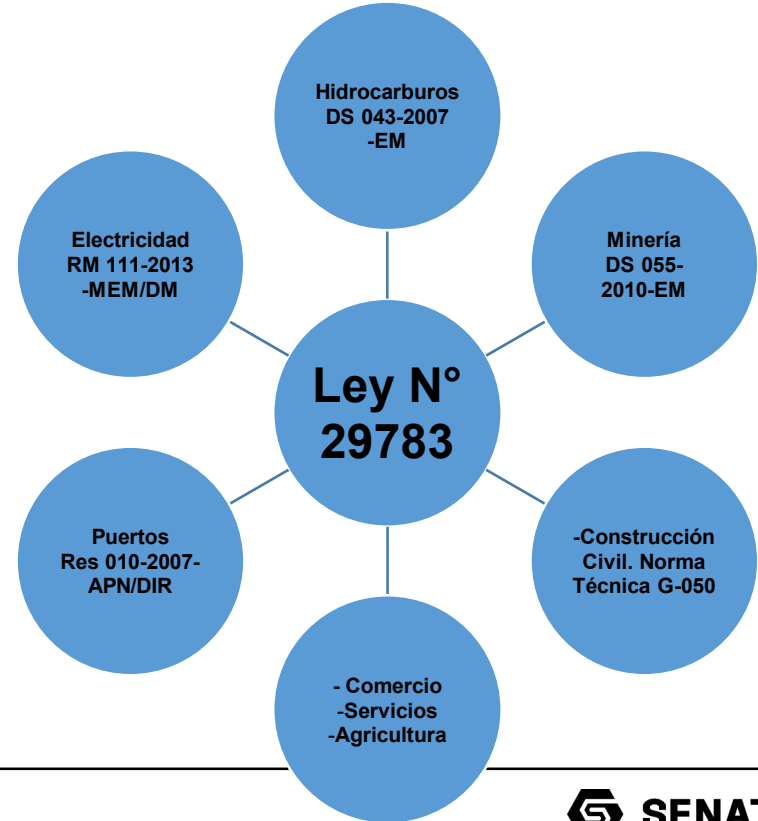 Hidrocarburos
DS 043-2007
-EM
Electricidad
RM 111-2013
-MEM/DM
Minería
DS 055-
2010-EM
Ley N°
29783
Puertos
Res 010-2007-
APN/DIR
-Construcción
Civil. Norma
Técnica G-050
- Comercio
-Servicios
-Agricultura